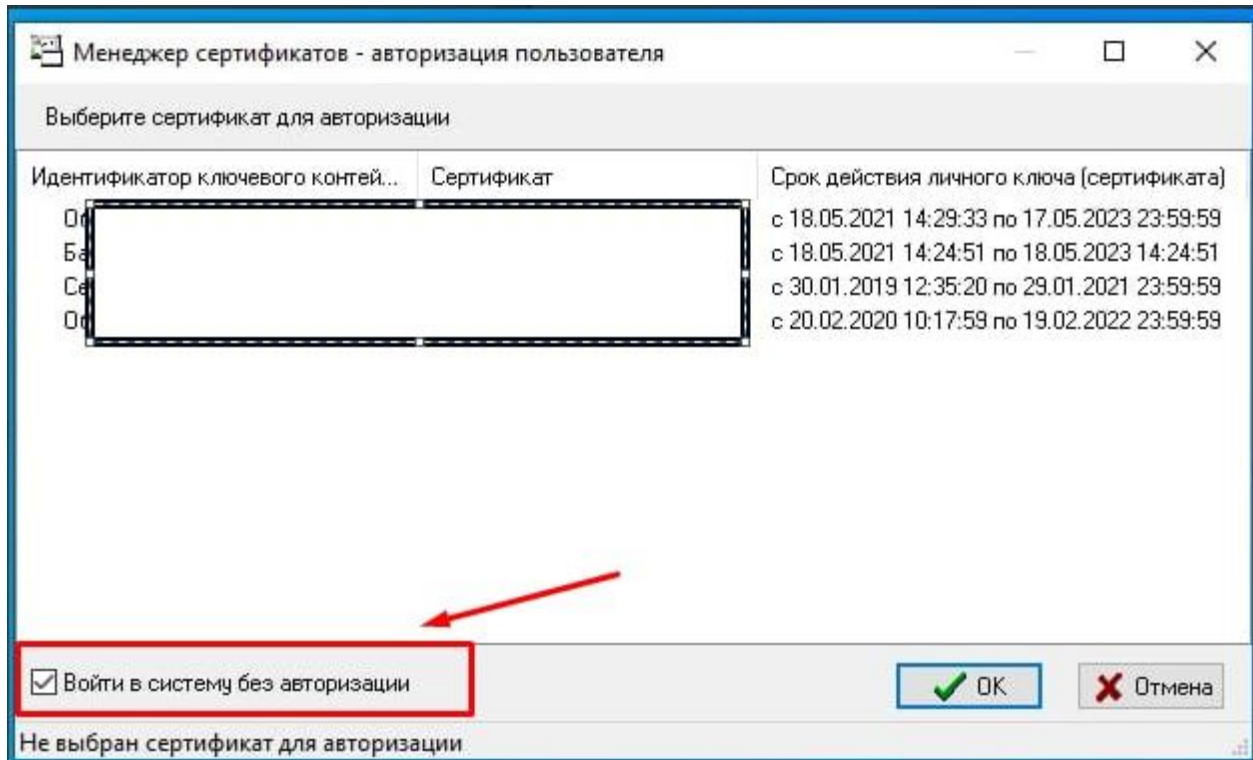 Менеджер сертификатов - авторизация пользователя
Выберите сертификат для авторизации
Идентификатор ключевого контей... Сертификат Срок действия личного ключа (сертификата)
с 18.05.2021 14:29:33 по 17.05.2023 23:59:59
Ба с 18.05.2021 14:24:51 по 18.05.2023 14:24:51
Се с 30.01.2019 12:35:20 по 29.01.2021 23:59:59
с 20.02.2020 10:17:59 по 19.02.2022 23:59:59
Войти в систему без авторизации OK Отмена
Не выбран сертификат для авторизации